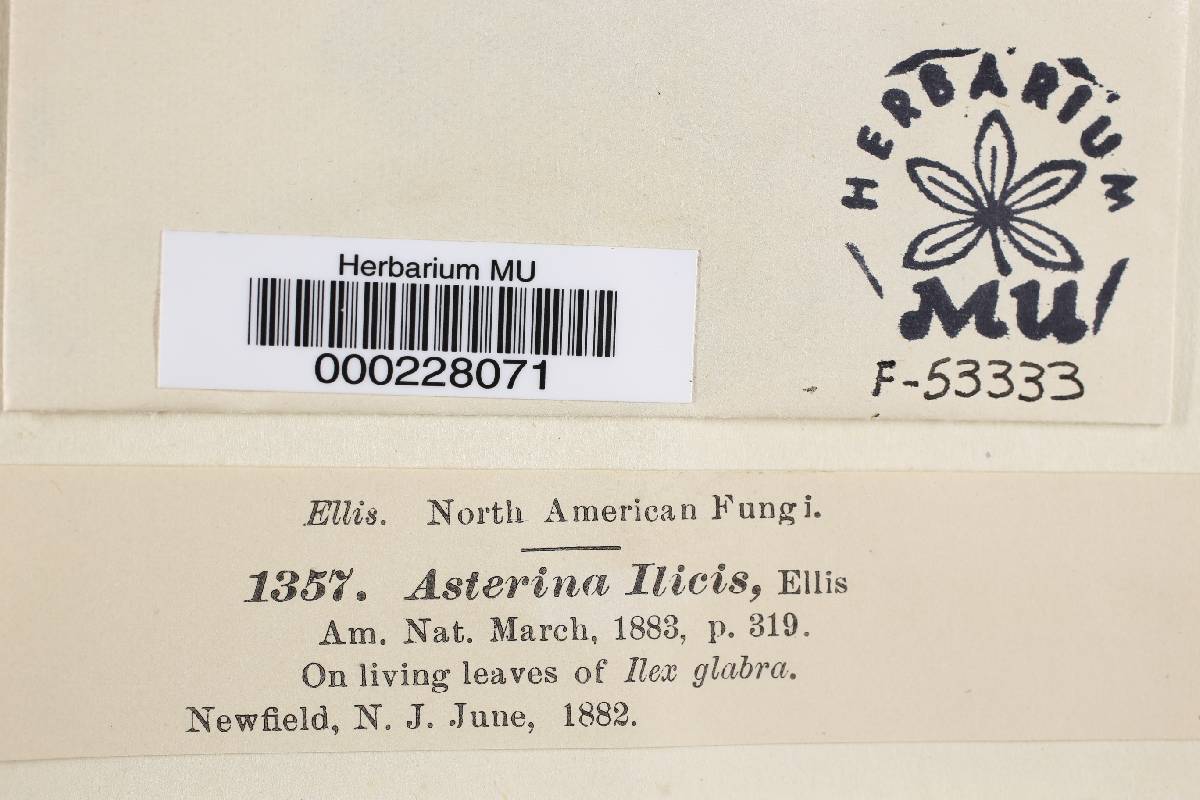 HERBARIUM
MU
F-53333
Herbarium MU
000228071
Ellis. North American Fungi.
1357. Asterina Ilicis, Ellis
Am. Nat. March, 1883, p. 319.
On living leaves of Ilex glabra.
Newfield, N. J. June, 1882.